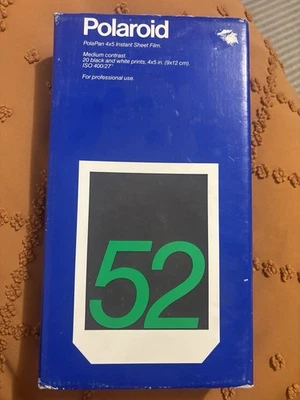 Polaroid
PolaPan 4x5 Instant Sheet Film.
Medium contrast
20 black and white prints, 4x5 in. (9x12 cm).
ISO 400/27°
For professional use.
52